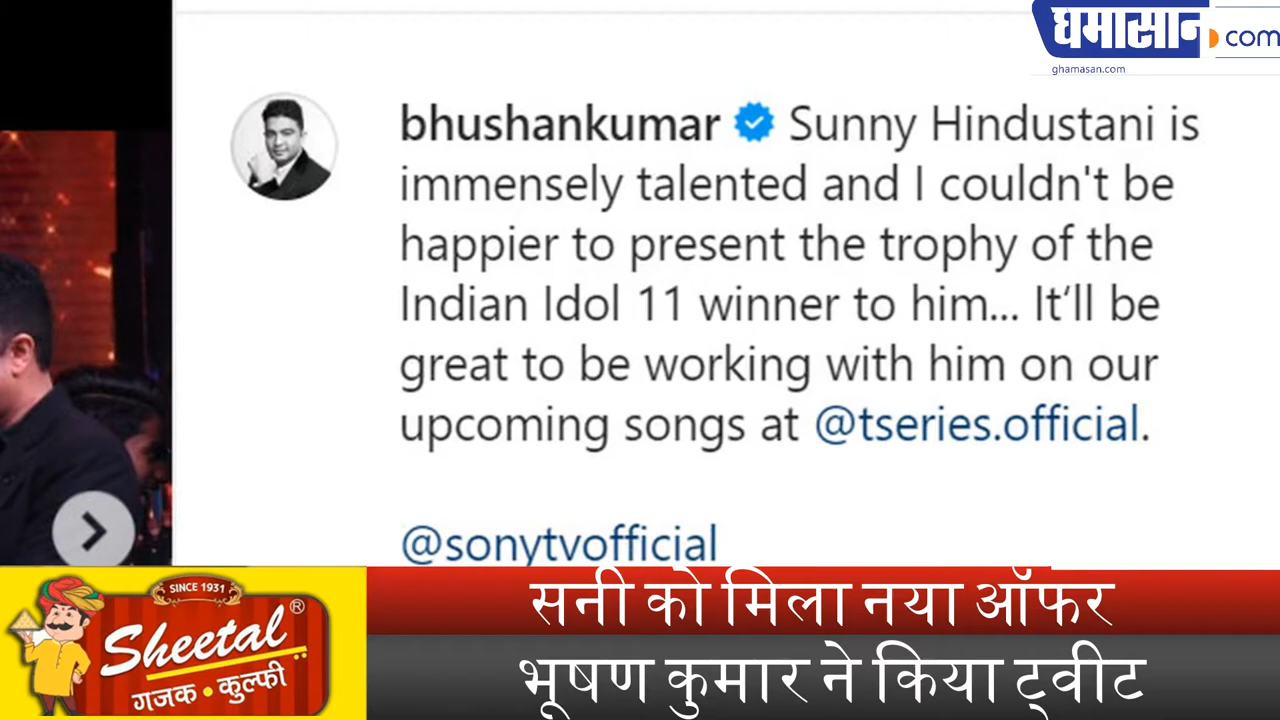 घमासान.com
ghamasan.com
bhushankumar Sunny Hindustani is
immensely talented and I couldn't be
happier to present the trophy of the
Indian Idol 11 winner to him... It‘ll be
great to be working with him on our
upcoming songs at @tseries.official.
@sonytvofficial
SINCE 1931
Sheetal®
गजक • कुल्फी
सनी को मिला नया ऑफर
भूषण कुमार ने किया ट्वीट